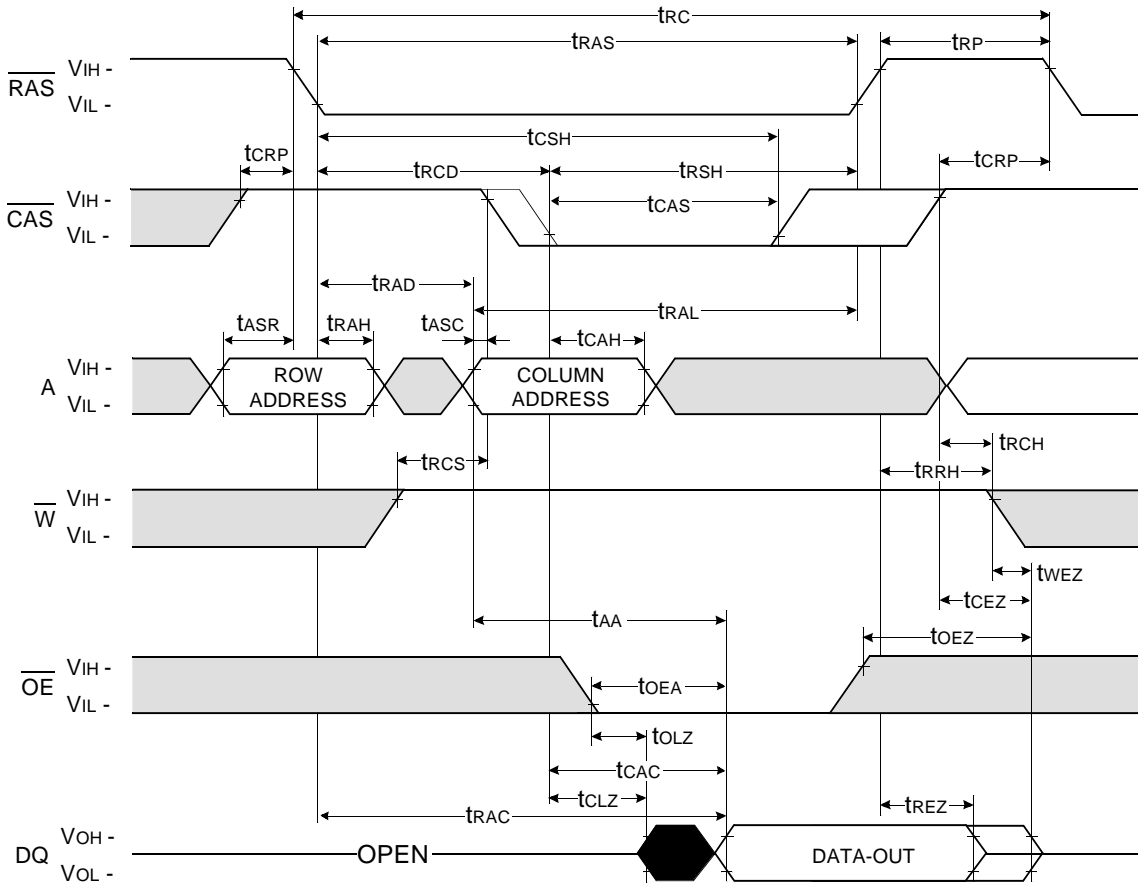 tRC
tRAS
tRP
RAS
VIH -
VIL -
tCSH
tCRP
tRCD
tRSH
tCRP
CAS
VIH -
VIL -
tCAS
tRAD
tRAL
tASR
tRAH
tASC
tCAH
A
VIH -
VIL -
ROW
ADDRESS
COLUMN
ADDRESS
tRCS
tRCH
tRRH
W
VIH -
VIL -
tWEZ
tCEZ
tAA
tOEZ
OE
VIH -
VIL -
tOEA
tOLZ
tCAC
tCLZ
tRAC
tREZ
DQ
VOH -
VOL -
OPEN
DATA-OUT